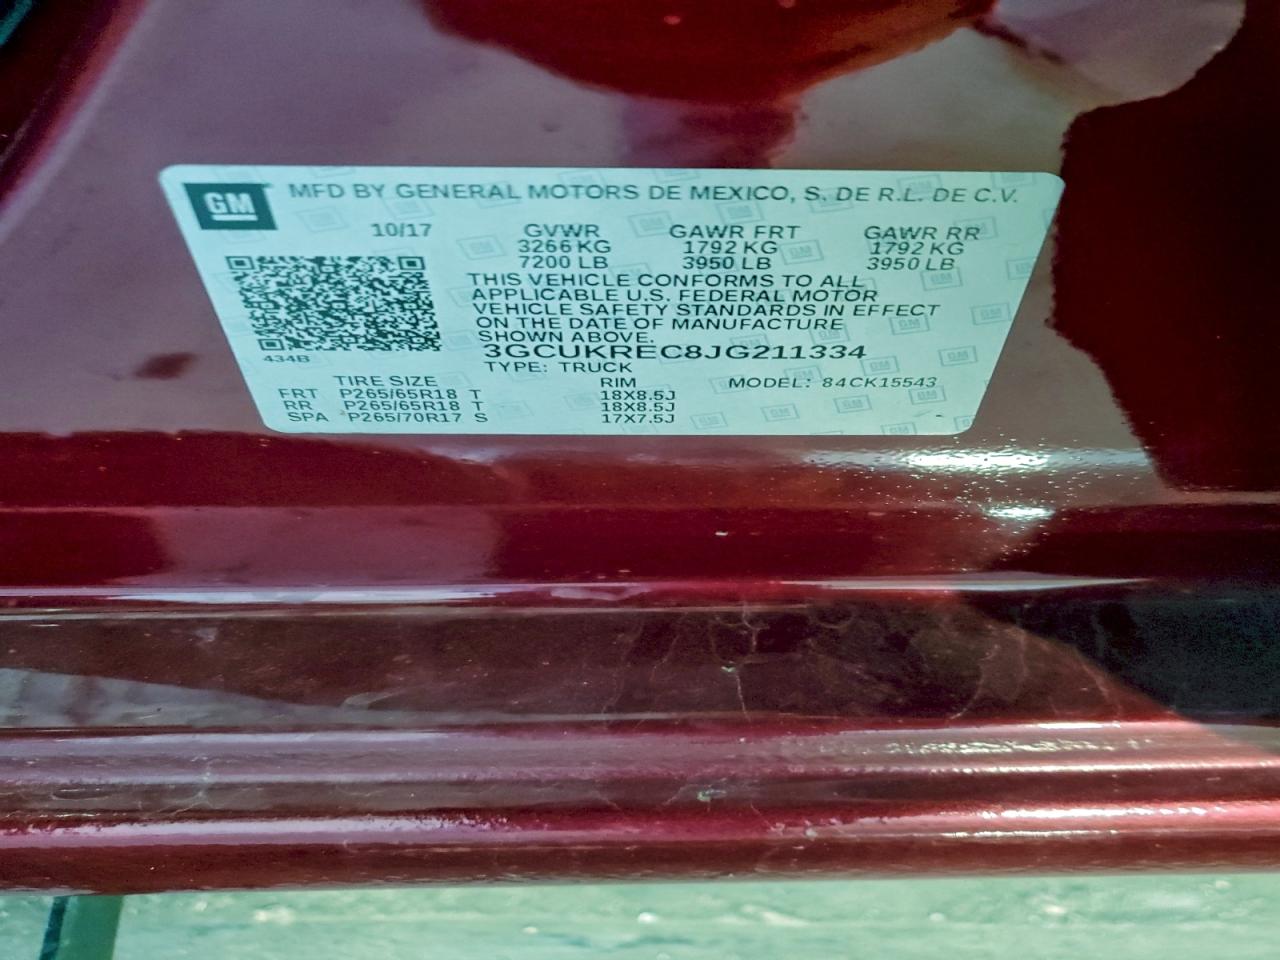 GM MFD BY GENERAL MOTORS DE MEXICO, S. DE R.L. DE C.V.
10/17 GVWR GAWR FRT GAWR RR
3266 KG 1792 KG 1792 KG
7200 LB 3950 LB 3950 LB
THIS VEHICLE CONFORMS TO ALL
APPLICABLE U.S. FEDERAL MOTOR
VEHICLE SAFETY STANDARDS IN EFFECT
ON THE DATE OF MANUFACTURE
SHOWN ABOVE.
434B 3GCUKREC8JG211334
TYPE: TRUCK
TIRE SIZE RIM MODEL: 84CK15543
FRT P265/65R18 T 18X8.5J
RR P265/65R18 T 18X8.5J
SPA P265/70R17 S 17X7.5J